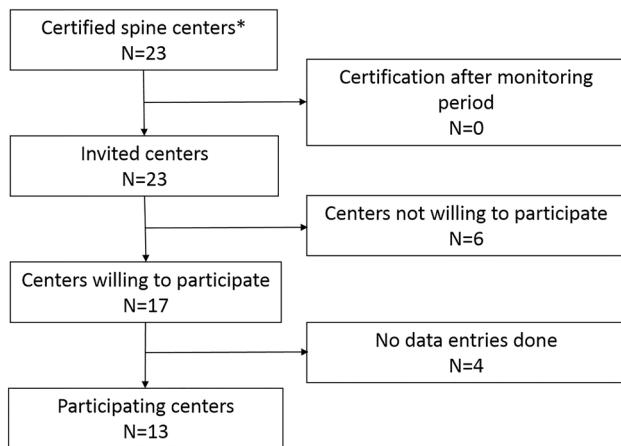 Certified spine centers*
N=23
Certification after monitoring
period
N=0
Invited centers
N=23
Centers not willing to participate
N=6
Centers willing to participate
N=17
No data entries done
N=4
Participating centers
N=13